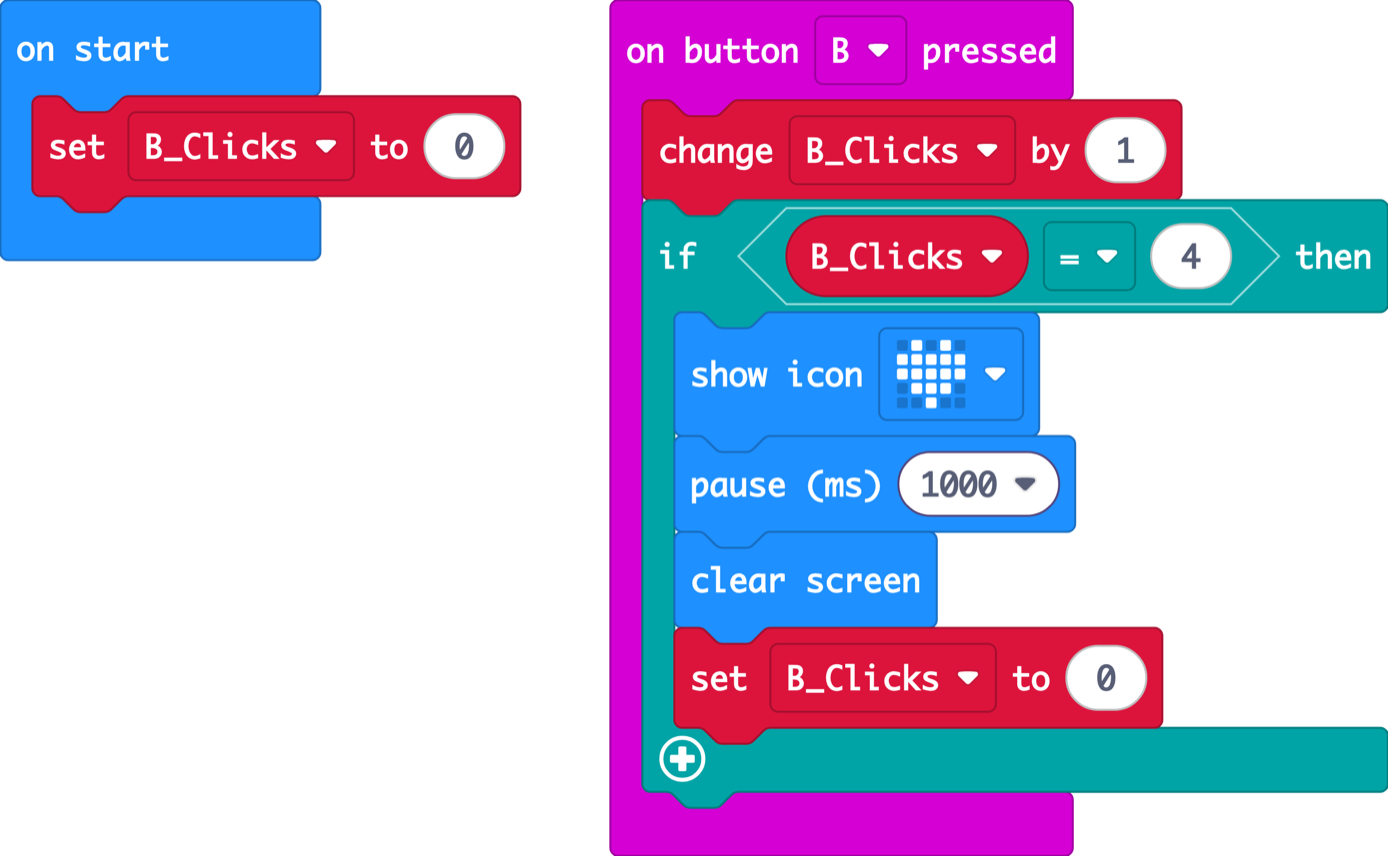 on start
set B_Clicks to 0
on button B pressed
change B_Clicks by 1
if B_Clicks = 4 then
show icon
pause (ms) 1000
clear screen
set B_Clicks to 0